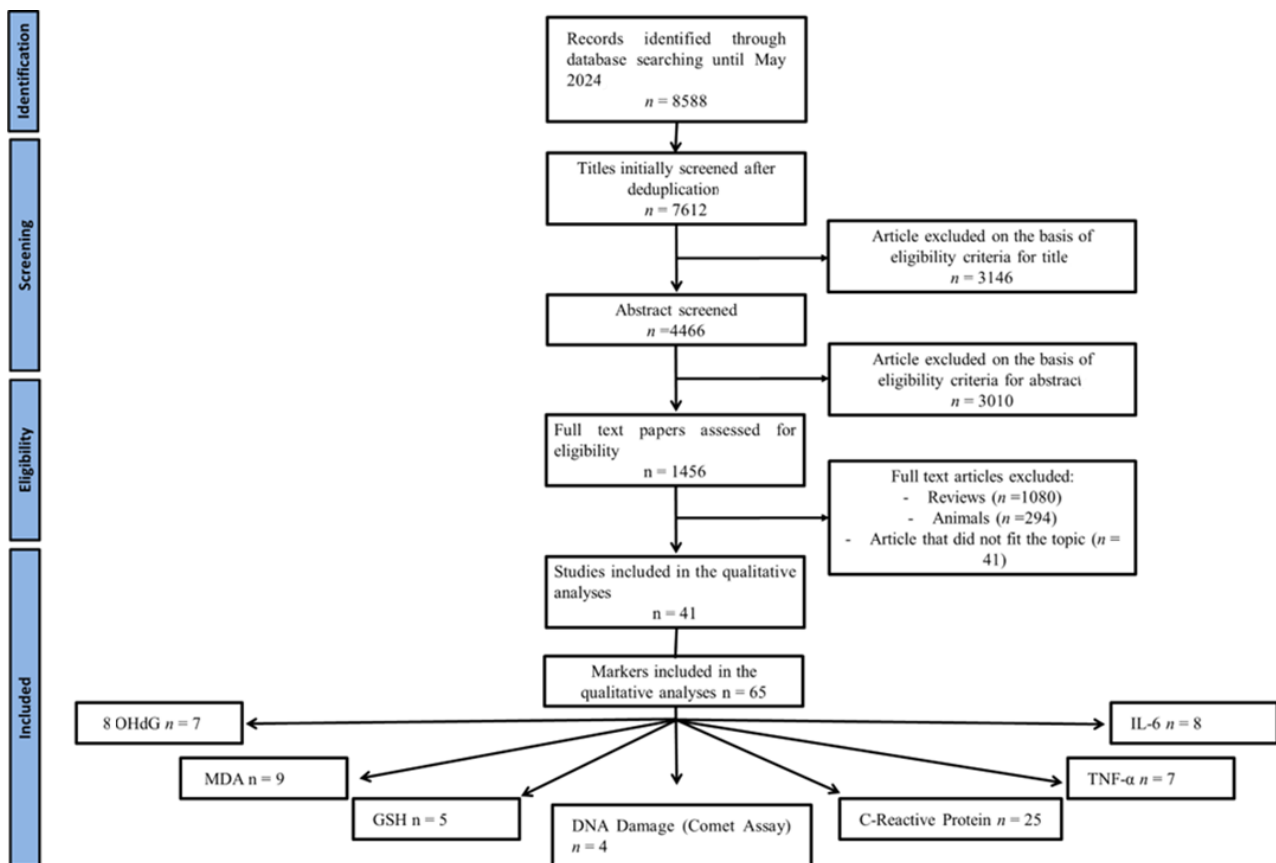 Identification
Records identified through
database searching until May
2024
n = 8588
Screening
Titles initially screened after
deduplication
n = 7612
Article excluded on the basis of
eligibility criteria for title
n = 3146
Abstract screened
n =4466
Article excluded on the basis of
eligibility criteria for abstract
n = 3010
Eligibility
Full text papers assessed for
eligibility
n = 1456
Full text articles excluded:
- Reviews (n =1080)
- Animals (n =294)
- Article that did not fit the topic (n =
41)
Included
Studies included in the qualitative
analyses
n = 41
Markers included in the
qualitative analyses n = 65
8 OHdG n = 7
IL-6 n = 8
MDA n = 9
TNF-α n = 7
GSH n = 5
C-Reactive Protein n = 25
DNA Damage (Comet Assay)
n = 4